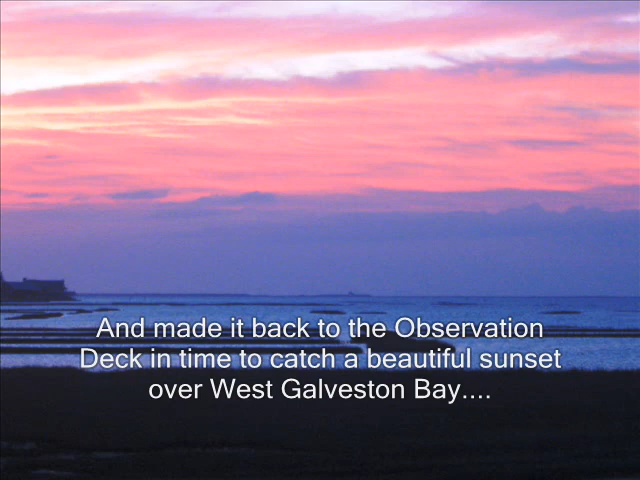 And made it back to the Observation
Deck in time to catch a beautiful sunset
over West Galveston Bay....